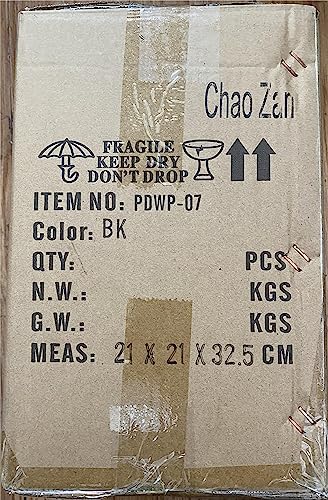 Chao Zan
FRAGILE
KEEP DRY
DON'T DROP
ITEM NO: PDWP-07
Color: BK
QTY: PCS
N.W.: KGS
G.W.: KGS
MEAS: 21 X 21 X 32.5 CM